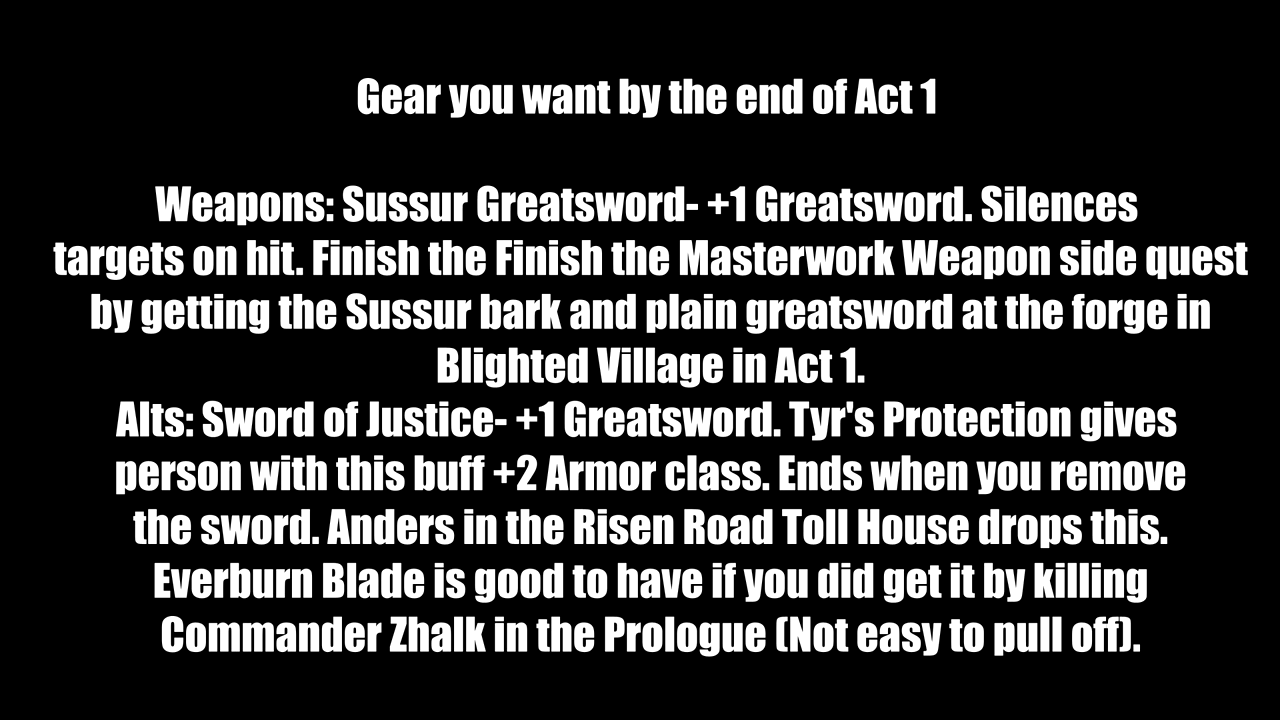 Gear you want by the end of Act 1
Weapons: Sussur Greatsword- +1 Greatsword. Silences
targets on hit. Finish the Finish the Masterwork Weapon side quest
by getting the Sussur bark and plain greatsword at the forge in
Blighted Village in Act 1.
Alts: Sword of Justice- +1 Greatsword. Tyr's Protection gives
person with this buff +2 Armor class. Ends when you remove
the sword. Anders in the Risen Road Toll House drops this.
Everburn Blade is good to have if you did get it by killing
Commander Zhalk in the Prologue (Not easy to pull off).